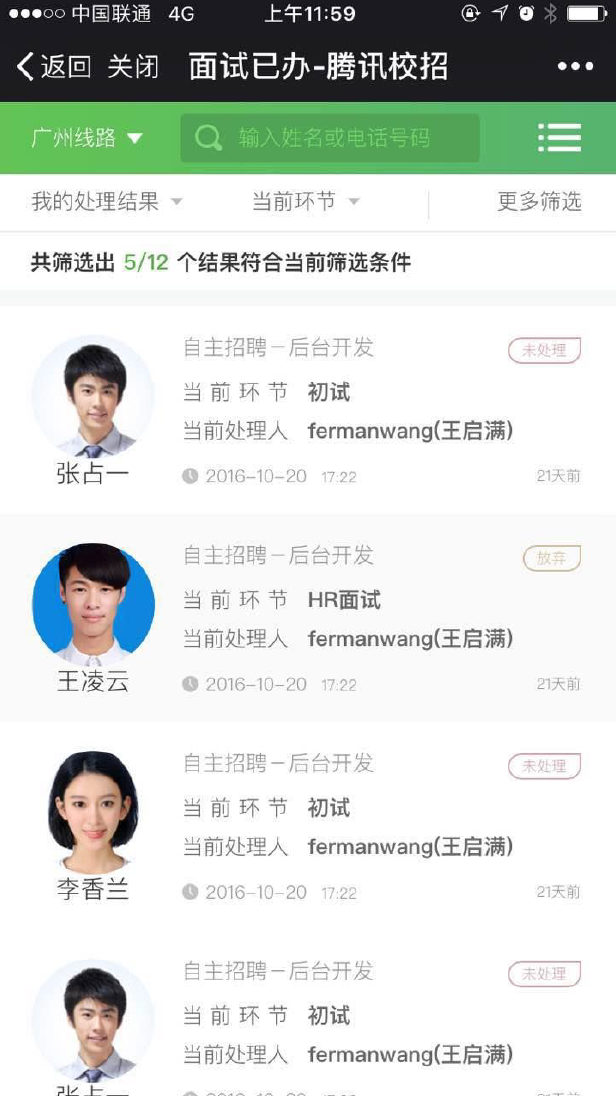 中国联通 4G 上午11:59
返回 关闭 面试已办-腾讯校招
广州线路 输入姓名或电话号码
我的处理结果 当前环节 更多筛选
共筛选出 5/12 个结果符合当前筛选条件
自主招聘－后台开发 未处理
当前环节 初试
当前处理人 fermanwang(王启满)
张占一 2016-10-20 17:22 21天前
自主招聘－后台开发 放弃
当前环节 HR面试
当前处理人 fermanwang(王启满)
王凌云 2016-10-20 17:22 21天前
自主招聘－后台开发 未处理
当前环节 初试
当前处理人 fermanwang(王启满)
李香兰 2016-10-20 17:22 21天前
自主招聘－后台开发 未处理
当前环节 初试
当前处理人 fermanwang(王启满)